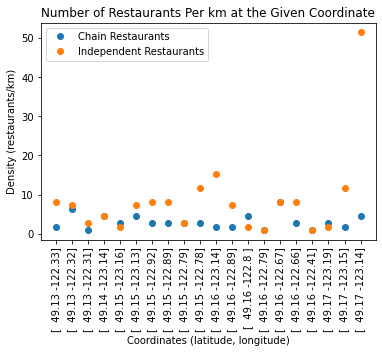 Number of Restaurants Per km at the Given Coordinate
Chain Restaurants
Independent Restaurants
Density (restaurants/km)
50
40
30
20
10
0
[  49.13 -122.33]
[  49.13 -122.32]
[  49.13 -122.31]
[  49.14 -123.14]
[  49.15 -123.16]
[  49.15 -123.13]
[  49.15 -122.92]
[  49.15 -122.89]
[  49.15 -122.79]
[  49.15 -122.78]
[  49.16 -123.14]
[  49.16 -122.89]
[  49.16 -122.8 ]
[  49.16 -122.79]
[  49.16 -122.67]
[  49.16 -122.66]
[  49.16 -122.41]
[  49.17 -123.19]
[  49.17 -123.15]
[  49.17 -123.14]
Coordinates (latitude, longitude)